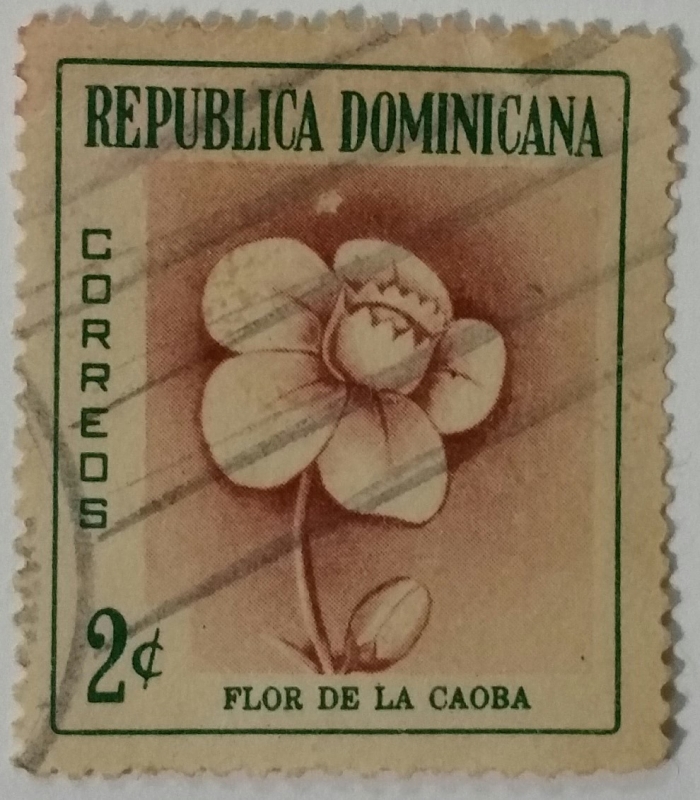 REPUBLICA DOMINICANA
CORREOS
2¢
FLOR DE LA CAOBA